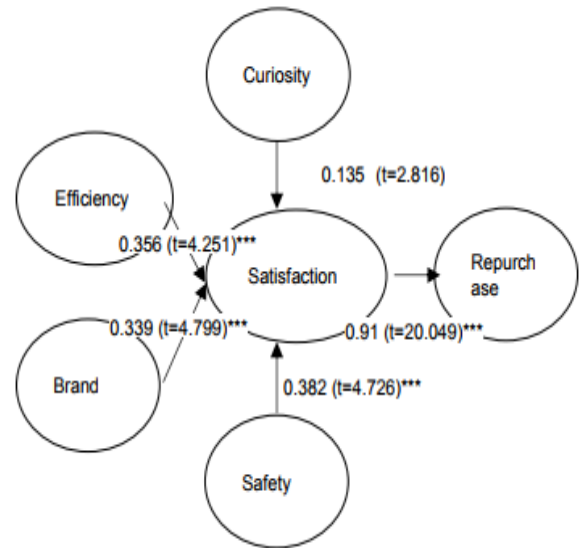 Curiosity
0.135 (t=2.816)
Efficiency
0.356 (t=4.251)***
Satisfaction
Repurch
ase
0.339 (t=4.799)***
0.91 (t=20.049)***
Brand
0.382 (t=4.726)***
Safety